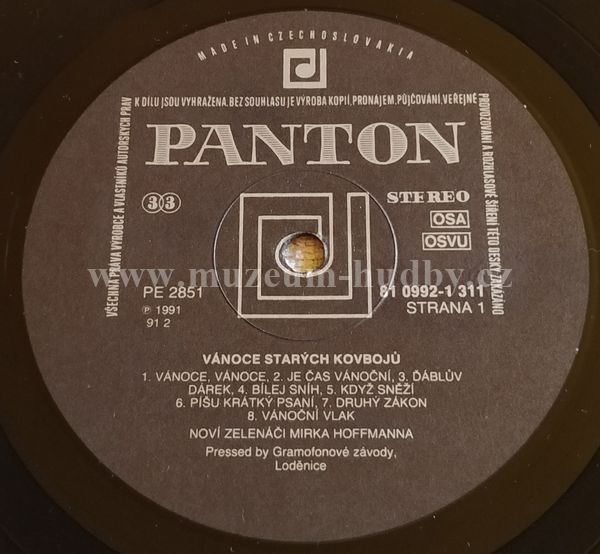 MADE IN CZECHOSLOVAKIA
VŠECHNA PRÁVA VÝROBCE A VLASTNÍKŮ AUTORSKÝCH PRÁV
K DÍLU JSOU VYHRAŽENA. BEZ SOUHLASU JE VÝROBA KOPIÍ, PRONÁJEM, PŮJČOVÁNÍ, VEŘEJNÉ
PROVOZOVÁNÍ A ROZHLASOVÉ ŠÍŘENÍ TÉTO DESKY ZAKÁZÁNO
PANTON
33
STEREO
OSA
OSVU
www.muzeum-hudby.cz
PE 2851
81 0992-1 311
℗ 1991
STRANA 1
91 2
VÁNOCE STARÝCH KOVBOJŮ
1. VÁNOCE, VÁNOCE, 2. JE ČAS VÁNOČNÍ, 3. ĎÁBLŮV
DÁREK, 4. BÍLEJ SNÍH, 5. KDYŽ SNĚŽÍ
6. PÍŠU KRÁTKÝ PSANÍ, 7. DRUHÝ ZÁKON
8. VÁNOČNÍ VLAK
NOVÍ ZELENÁČI MIRKA HOFFMANNA
Pressed by Gramofonové závody,
Loděnice